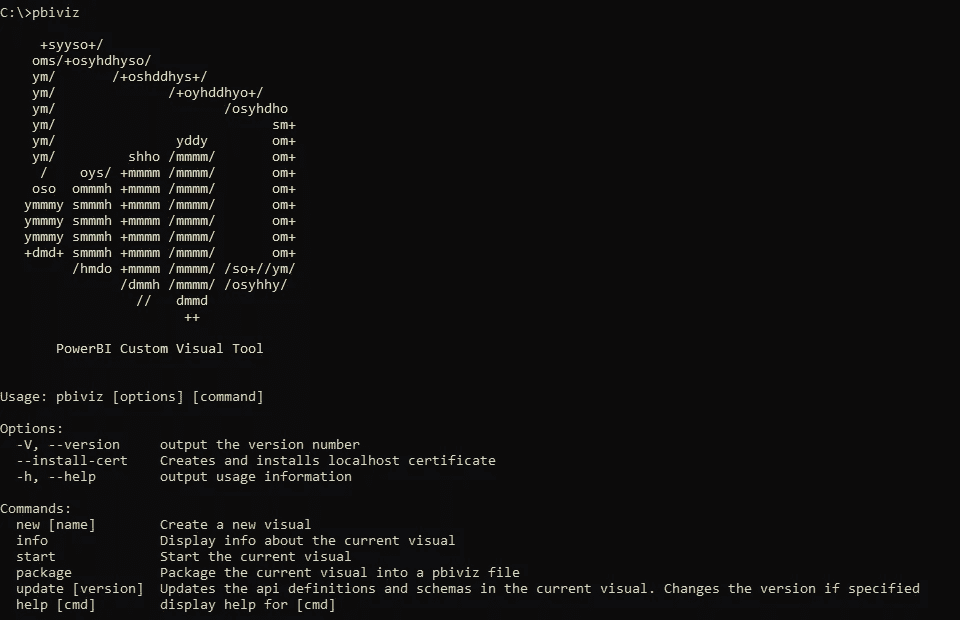 C:\>pbiviz
     +syyso+/
    oms/+osyhdhyso/
    ym/       /+oshddhys+/
    ym/              /+oyhddhyo+/
    ym/                     /osyhdho
    ym/                           sm+
    ym/               yddy        om+
    ym/         shho /mmmm/       om+
     /    oys/ +mmmm /mmmm/       om+
    oso  ommmh +mmmm /mmmm/       om+
   ymmmy smmmh +mmmm /mmmm/       om+
   ymmmy smmmh +mmmm /mmmm/       om+
   ymmmy smmmh +mmmm /mmmm/       om+
   +dmd+ smmmh +mmmm /mmmm/       om+
         /hmdo +mmmm /mmmm/ /so+//ym/
               /dmmh /mmmm/ /osyhhy/
                 //   dmmd
                       ++
       PowerBI Custom Visual Tool
Usage: pbiviz [options] [command]
Options:
  -V, --version     output the version number
  --install-cert    Creates and installs localhost certificate
  -h, --help        output usage information
Commands:
  new [name]        Create a new visual
  info              Display info about the current visual
  start             Start the current visual
  package           Package the current visual into a pbiviz file
  update [version]  Updates the api definitions and schemas in the current visual. Changes the version if specified
  help [cmd]        display help for [cmd]